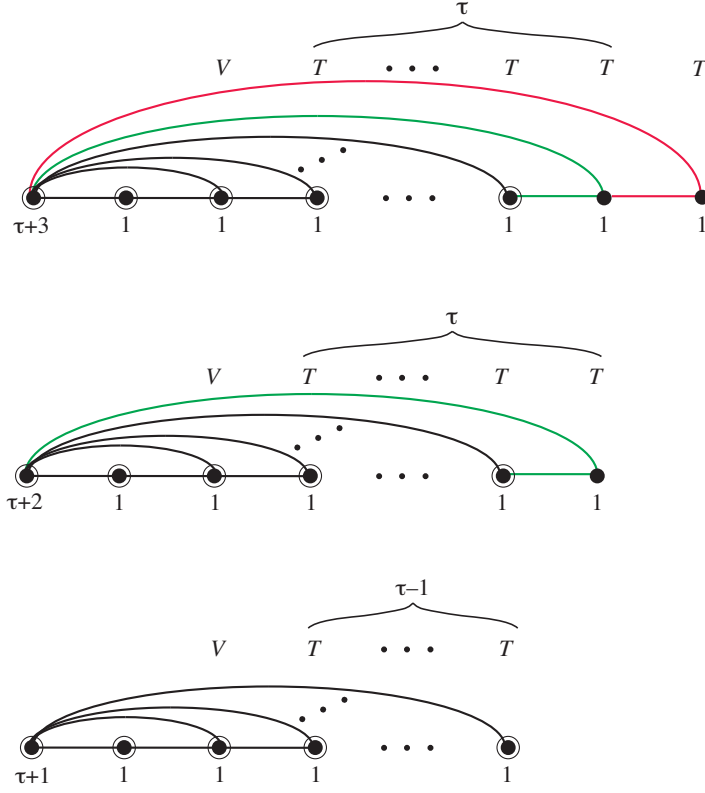 τ
V T • • • T T T
τ+3 1 1 1 1 1 1
τ
V T • • • T T
τ+2 1 1 1 1 1
τ–1
V T • • • T
τ+1 1 1 1 1